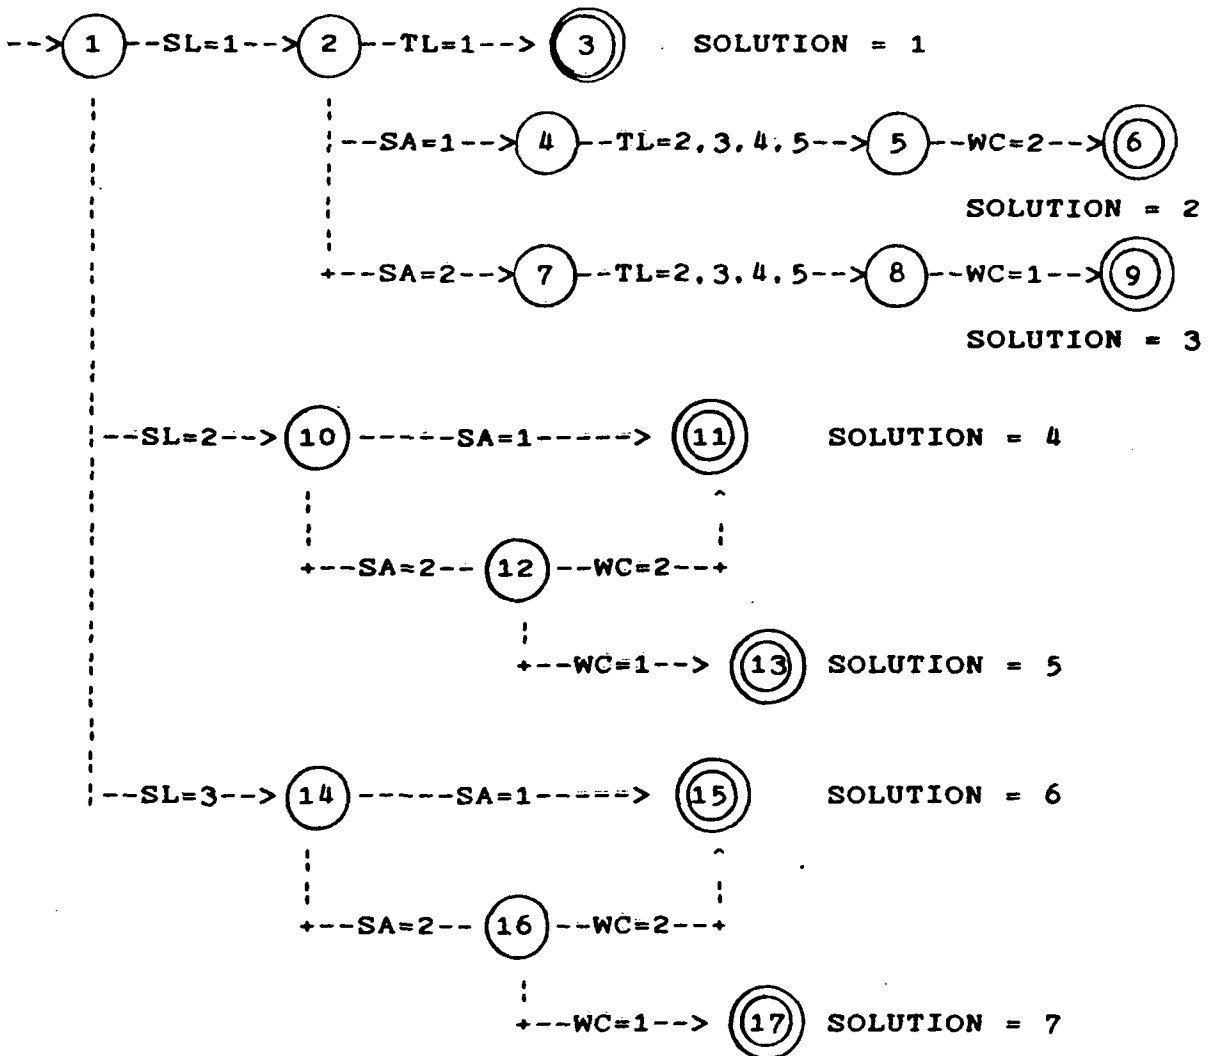 -->1--SL=1-->2--TL=1-->3 SOLUTION = 1
--SA=1-->4--TL=2,3,4,5-->5--WC=2-->6
SOLUTION = 2
+--SA=2-->7--TL=2,3,4,5-->8--WC=1-->9
SOLUTION = 3
--SL=2-->10-----SA=1-----> 11 SOLUTION = 4
+--SA=2-- 12 --WC=2--+
+--WC=1--> 13 SOLUTION = 5
--SL=3-->14-----SA=1-----> 15 SOLUTION = 6
+--SA=2-- 16 --WC=2--+
+--WC=1--> 17 SOLUTION = 7